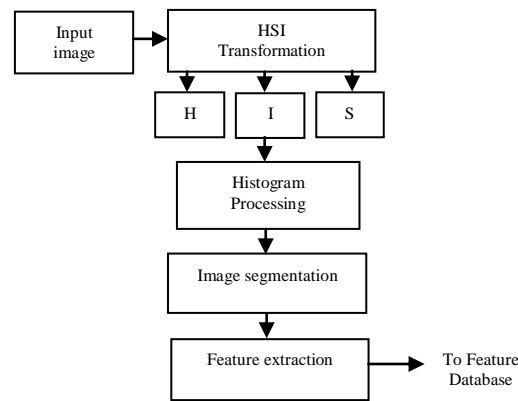 Input
image
HSI
Transformation
H
I
S
Histogram
Processing
Image segmentation
Feature extraction
To Feature
Database